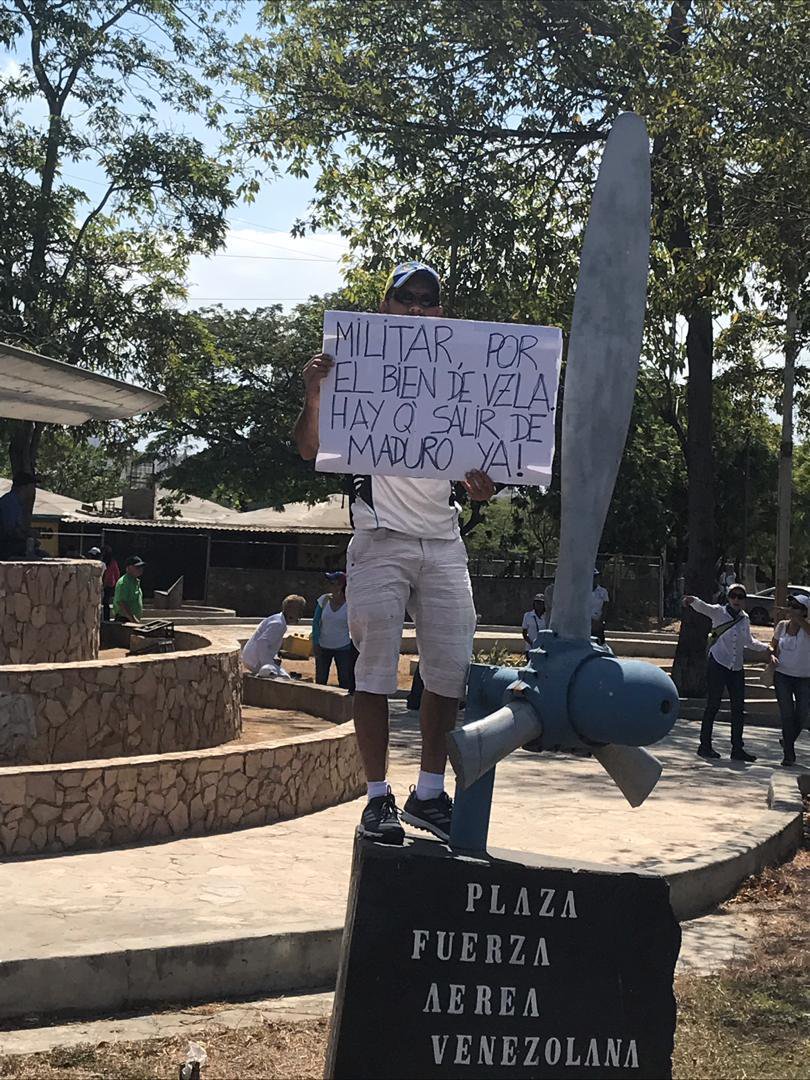 MILITAR, POR
EL BIEN DE VZLA.
HAY Q' SALIR DE
MADURO YA!
PLAZA
FUERZA
AEREA
VENEZOLANA